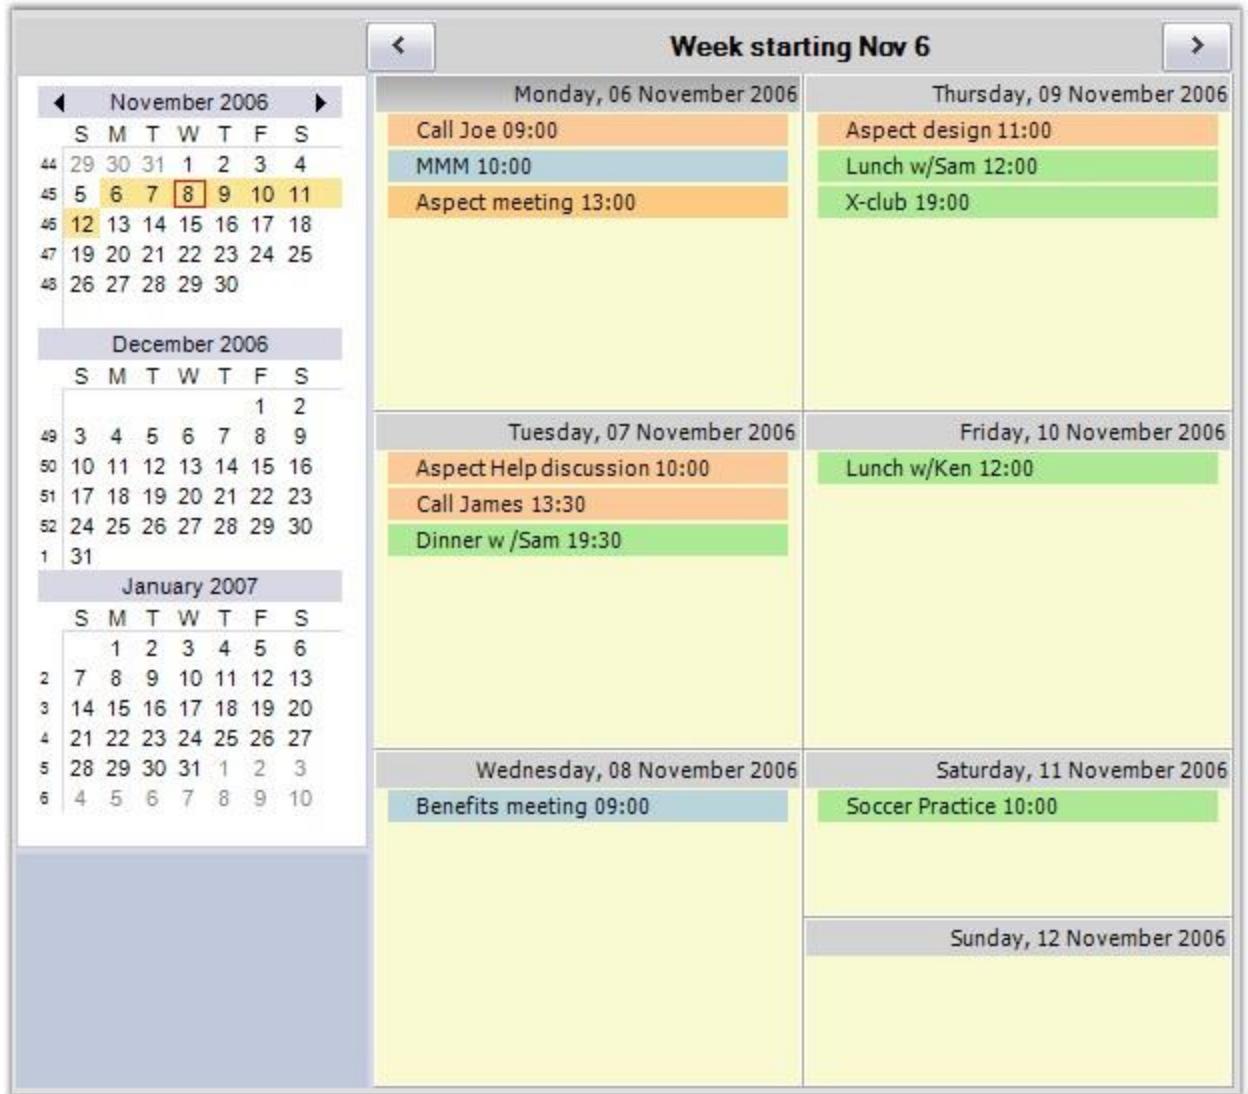 < Week starting Nov 6 >
November 2006
S M T W T F S
44 29 30 31 1 2 3 4
45 5 6 7 8 9 10 11
46 12 13 14 15 16 17 18
47 19 20 21 22 23 24 25
48 26 27 28 29 30
December 2006
S M T W T F S
1 2
49 3 4 5 6 7 8 9
50 10 11 12 13 14 15 16
51 17 18 19 20 21 22 23
52 24 25 26 27 28 29 30
1 31
January 2007
S M T W T F S
1 2 3 4 5 6
2 7 8 9 10 11 12 13
3 14 15 16 17 18 19 20
4 21 22 23 24 25 26 27
5 28 29 30 31 1 2 3
6 4 5 6 7 8 9 10
Monday, 06 November 2006
Call Joe 09:00
MMM 10:00
Aspect meeting 13:00
Tuesday, 07 November 2006
Aspect Help discussion 10:00
Call James 13:30
Dinner w /Sam 19:30
Wednesday, 08 November 2006
Benefits meeting 09:00
Thursday, 09 November 2006
Aspect design 11:00
Lunch w/Sam 12:00
X-club 19:00
Friday, 10 November 2006
Lunch w/Ken 12:00
Saturday, 11 November 2006
Soccer Practice 10:00
Sunday, 12 November 2006